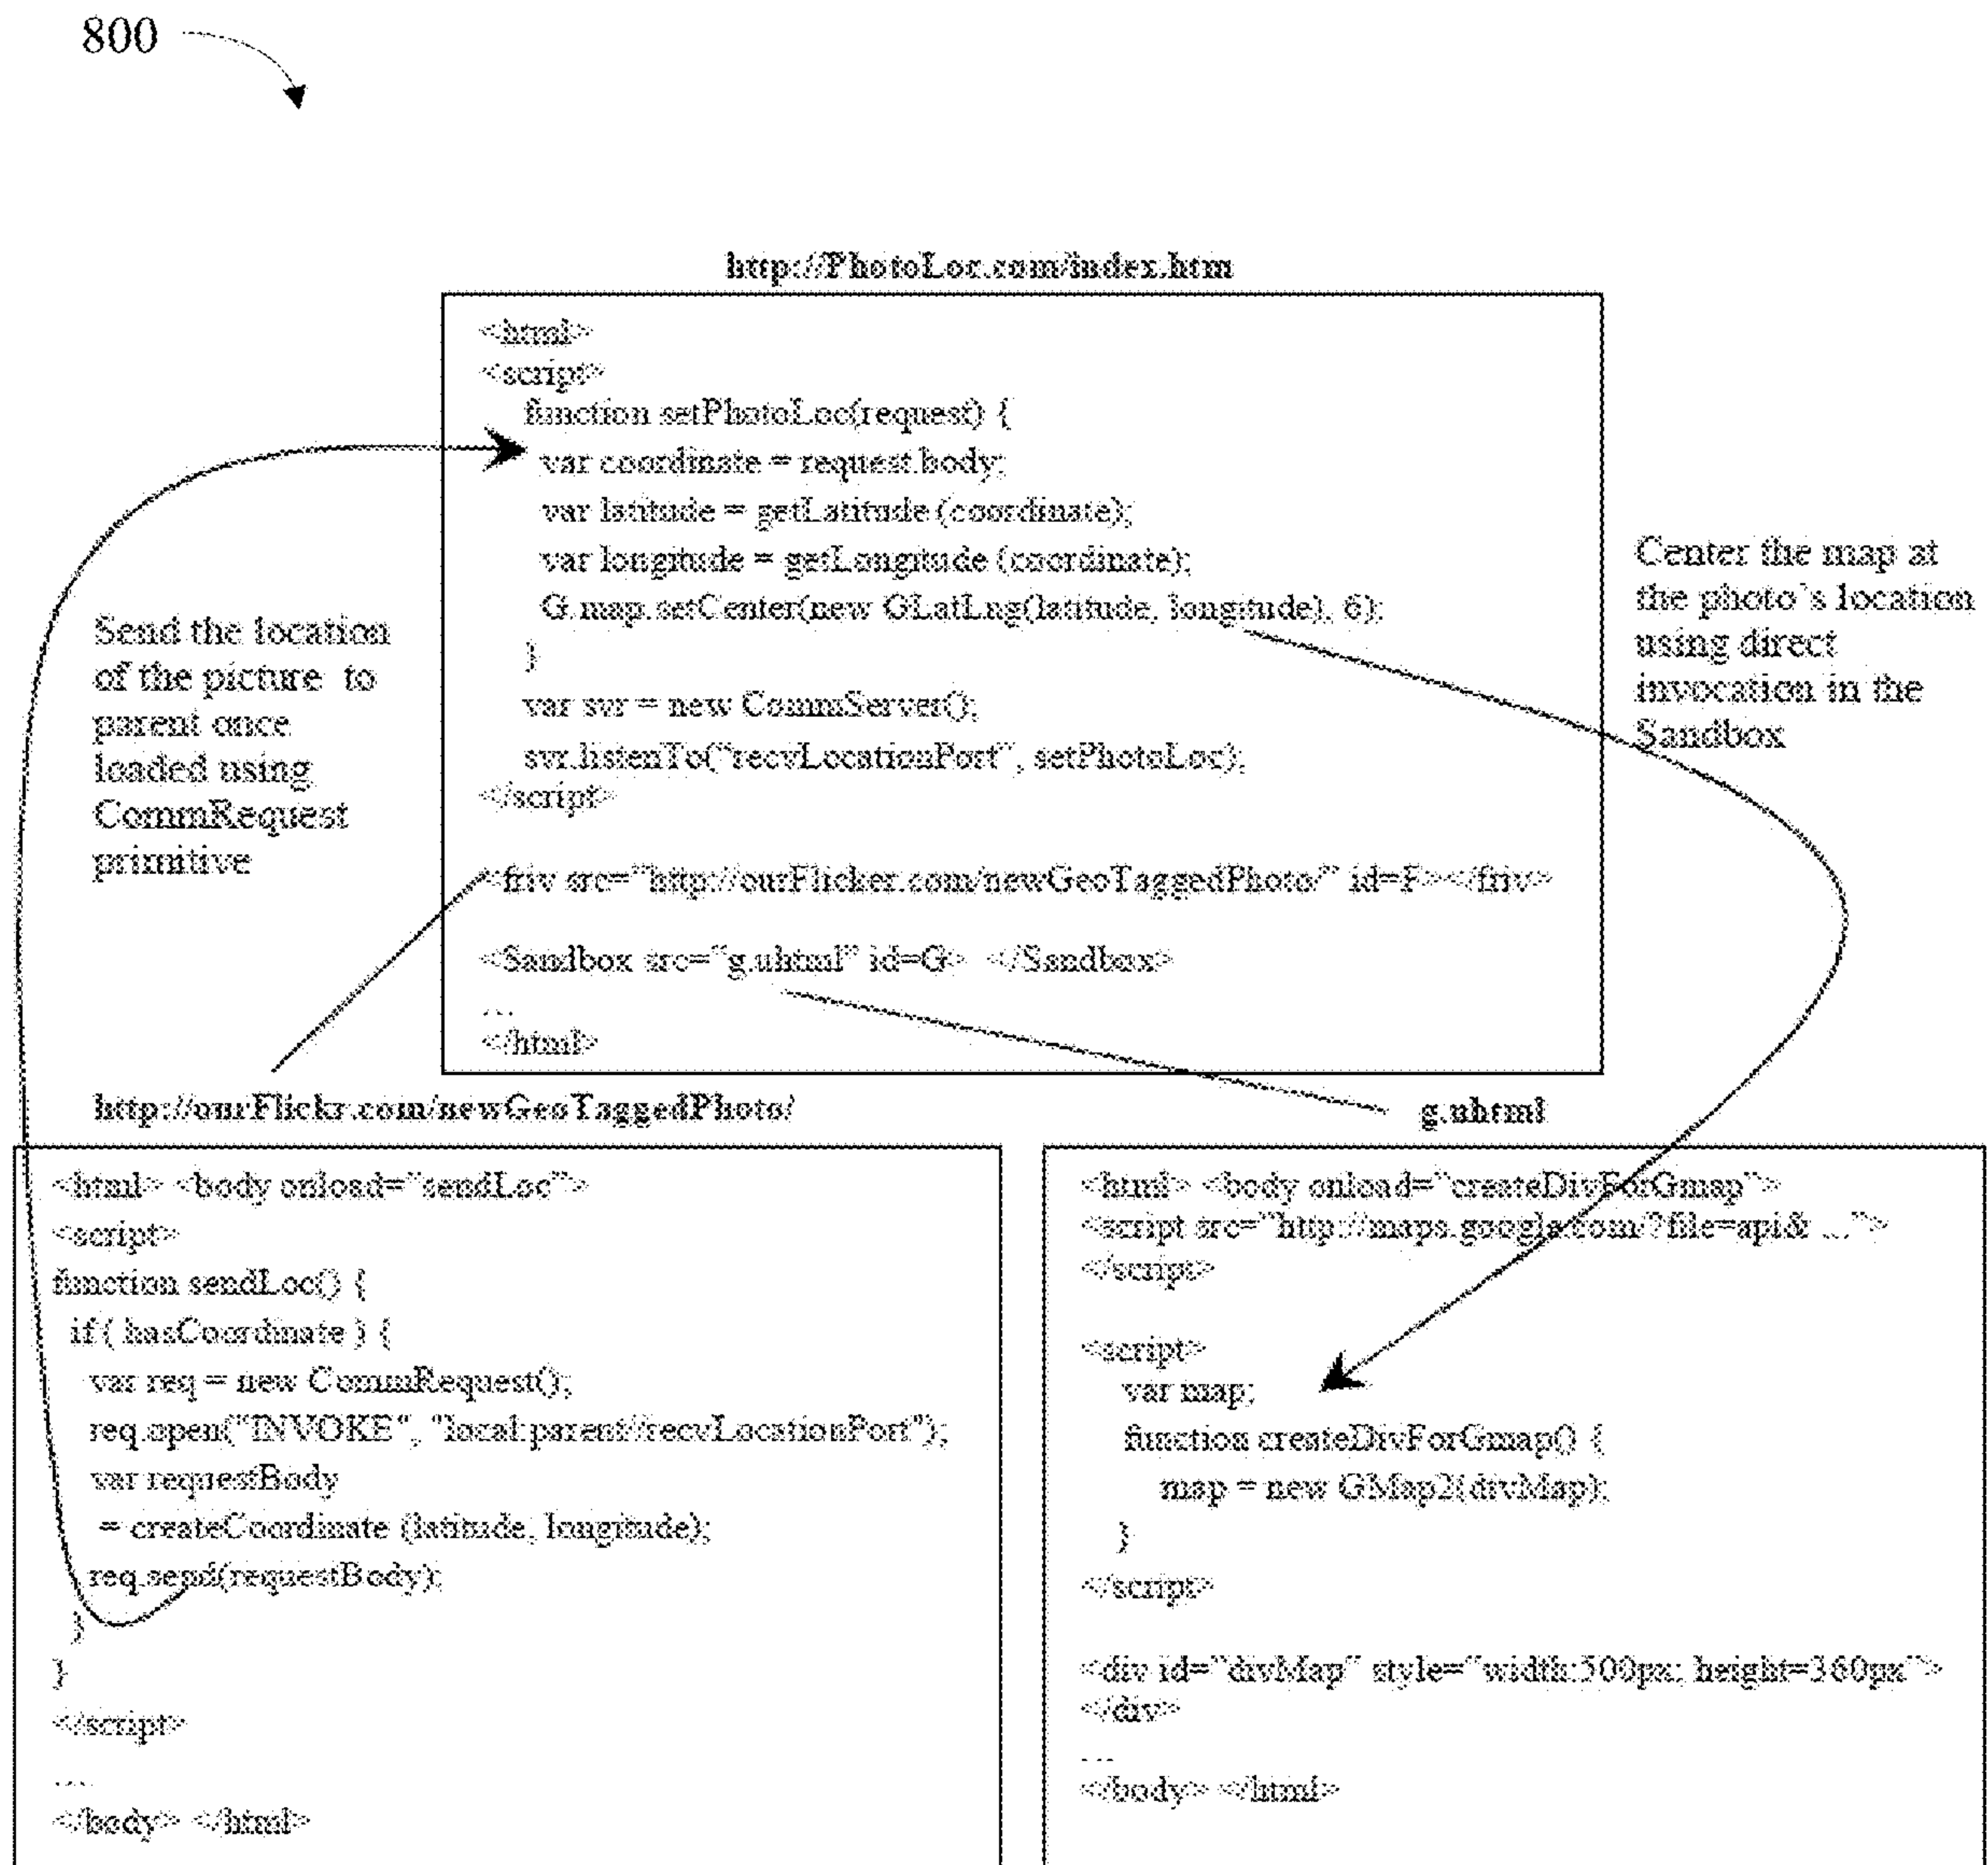 800
http://PhotoLoc.com/index.htm
<html>
<script>
function setPhotoLoc(request) {
var coordinate = request.body;
var latitude = getLatitude (coordinate);
var longitude = getLongitude (coordinate);
G.map.setCenter(new GLatLng(latitude, longitude), 6);
}
var svr = new CommServer();
svr.listenTo("recvLocationPort", setPhotoLoc);
</script>
<friv src="http://ourFlicker.com/newGeoTaggedPhoto/" id=F></friv>
<Sandbox src="g.uhtml" id=G> </Sandbox>
...
</html>
Send the location
of the picture to
parent once
loaded using
CommRequest
primitive
Center the map at
the photo's location
using direct
invocation in the
Sandbox
http://ourFlickr.com/newGeoTaggedPhoto/
<html> <body onload="sendLoc">
<script>
function sendLoc() {
if ( hasCoordinate ) {
var req = new CommRequest();
req.open("INVOKE", "local:parent//recvLocationPort");
var requestBody
= createCoordinate (latitude, longitude);
req.send(requestBody);
}
}
</script>
....
</body> </html>
g.uhtml
<html> <body onload="createDivForGmap">
<script src="http://maps.google.com/?file=api& ...">
</script>
<script>
var map;
function createDivForGmap() {
map = new GMap2(divMap);
}
</script>
<div id="divMap" style="width:500px; height=360px">
</div>
...
</body> </html>